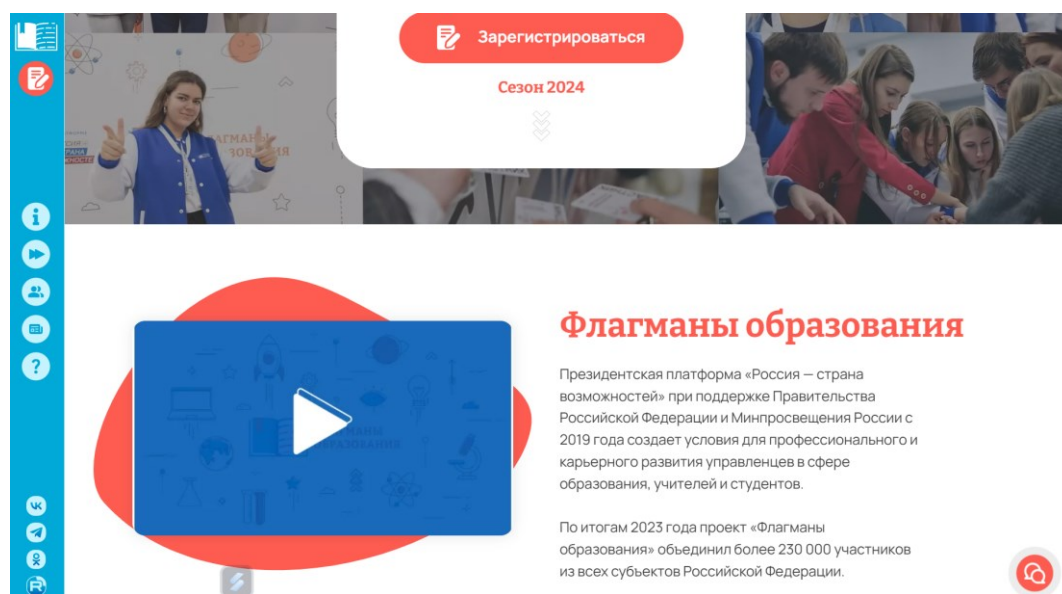 Зарегистрироваться
Сезон 2024
Флагманы образования
Президентская платформа «Россия — страна
возможностей» при поддержке Правительства
Российской Федерации и Минпросвещения России с
2019 года создает условия для профессионального и
карьерного развития управленцев в сфере
образования, учителей и студентов.
По итогам 2023 года проект «Флагманы
образования» объединил более 230 000 участников
из всех субъектов Российской Федерации.